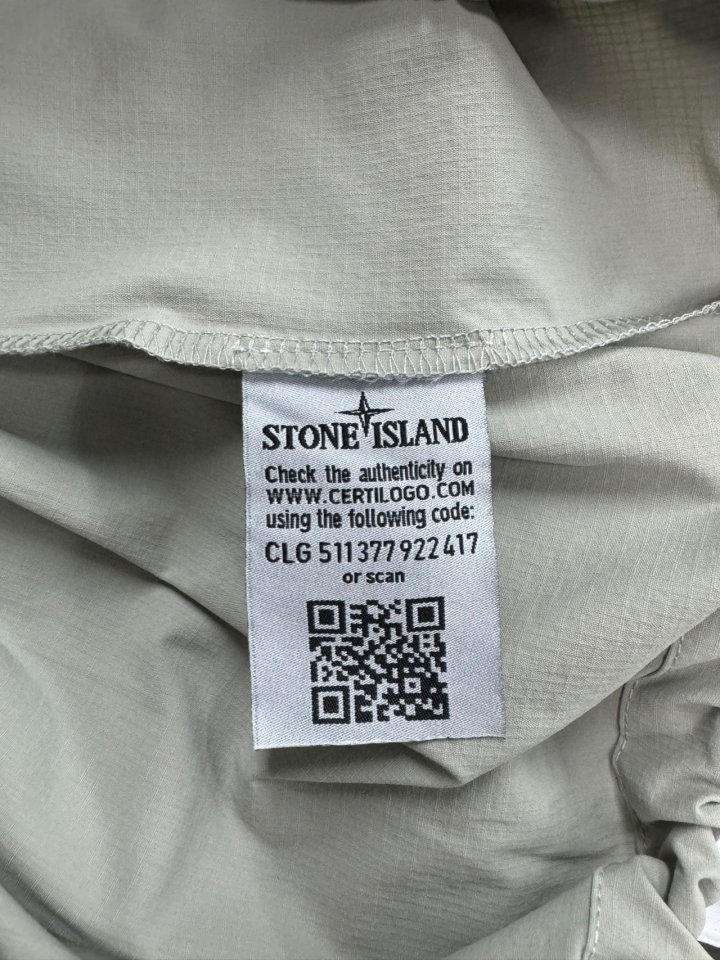 STONE ISLAND
Check the authenticity on
WWW.CERTILOGO.COM
using the following code:
CLG 511377922417
or scan